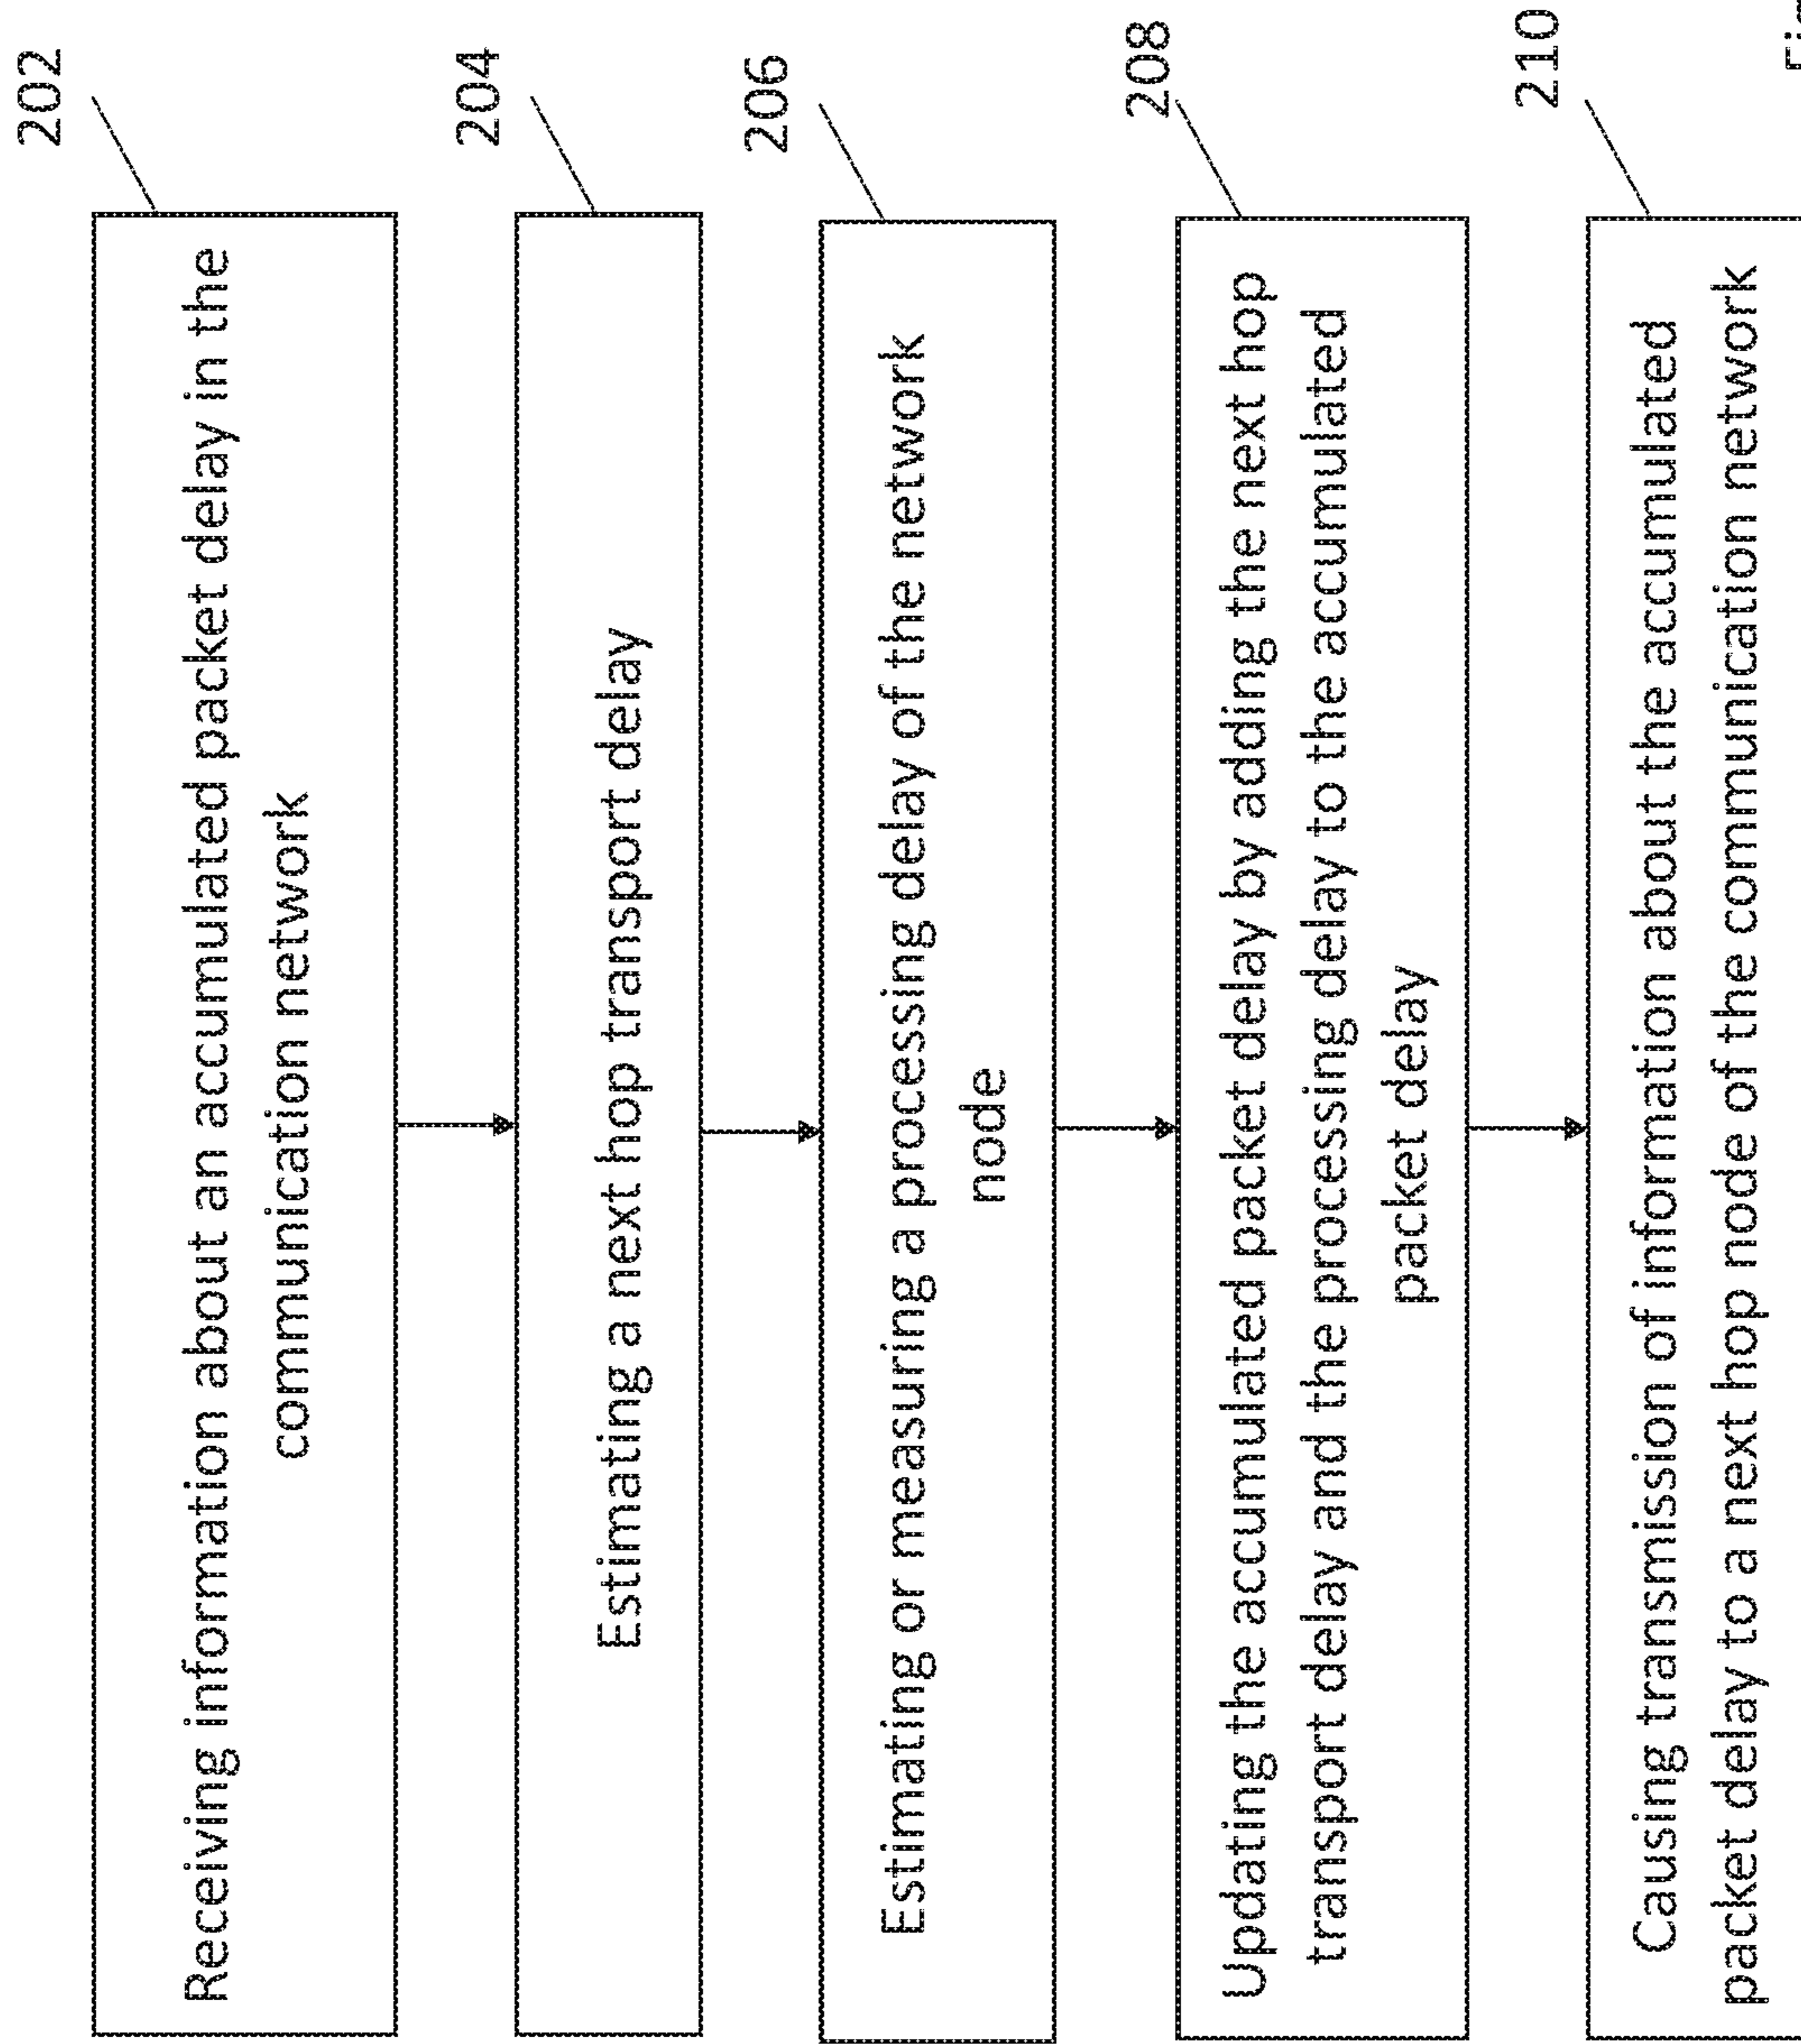 202
Receiving information about an accumulated packet delay in the
communication network
204
Estimating a next hop transport delay
206
Estimating or measuring a processing delay of the network
node
208
Updating the accumulated packet delay by adding the next hop
transport delay and the processing delay to the accumulated
packet delay
210
Causing transmission of information about the accumulated
packet delay to a next hop node of the communication network